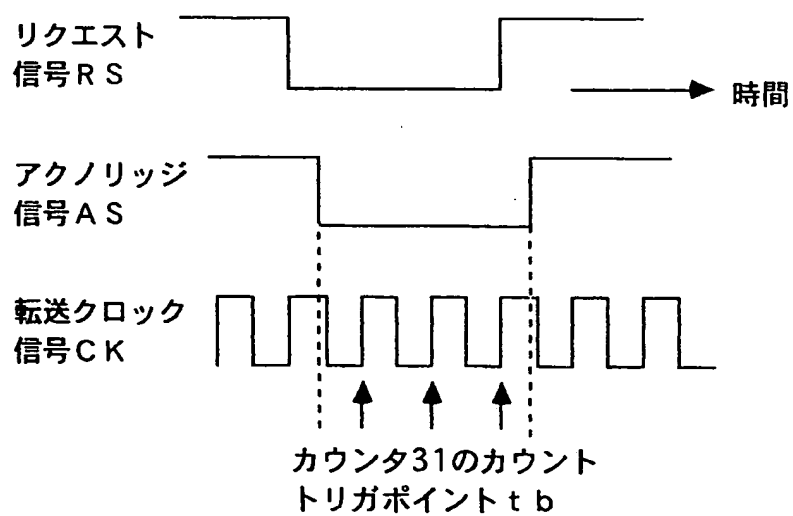 リクエスト
信号RS
時間
アクノリッジ
信号AS
転送クロック
信号CK
カウンタ31のカウント
トリガポイントtb